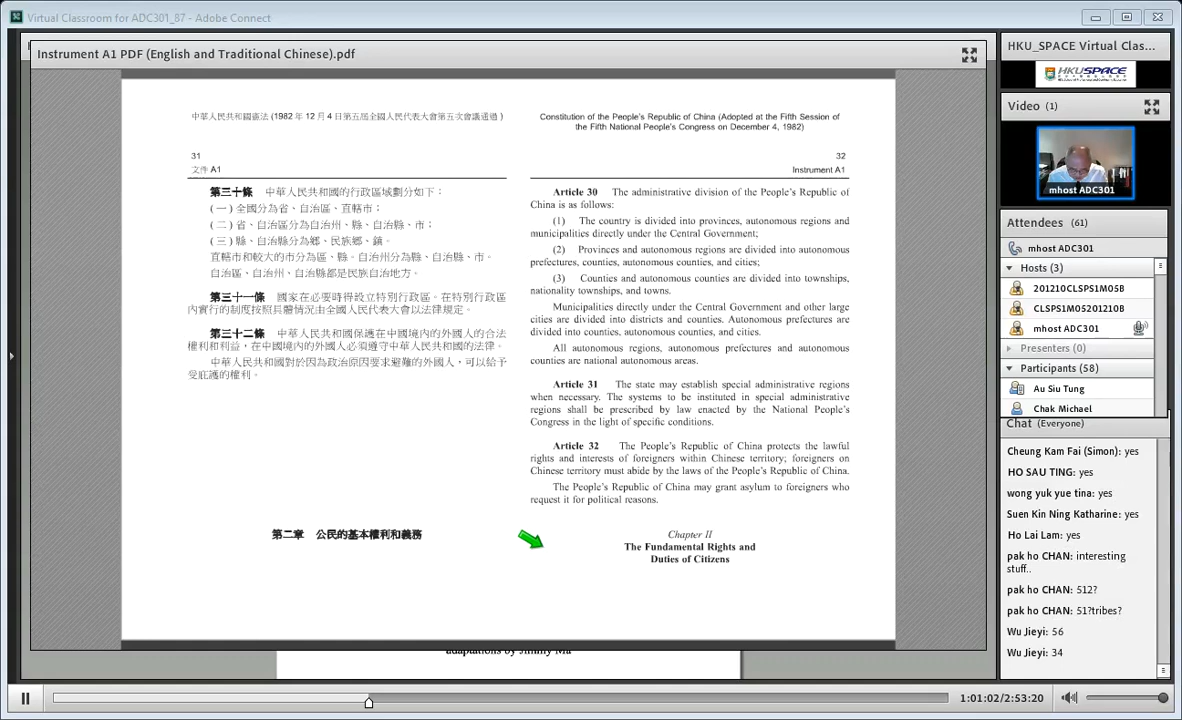 Virtual Classroom for ADC301_87 - Adobe Connect
Instrument A1 PDF (English and Traditional Chinese).pdf
中華人民共和國憲法 (1982 年 12 月 4 日第五屆全國人民代表大會第五次會議通過 )
31
文件 A1
第三十條 中華人民共和國的行政區域劃分如下：
( 一 ) 全國分為省、自治區、直轄市；
( 二 ) 省、自治區分為自治州、縣、自治縣、市；
( 三 ) 縣、自治縣分為鄉、民族鄉、鎮。
直轄市和較大的市分為區、縣。自治州分為縣、自治縣、市。
自治區、自治州、自治縣都是民族自治地方。
第三十一條 國家在必要時得設立特別行政區。在特別行政區
內實行的制度按照具體情況由全國人民代表大會以法律規定。
第三十二條 中華人民共和國保護在中國境內的外國人的合法
權利和利益，在中國境內的外國人必須遵守中華人民共和國的法律。
中華人民共和國對於因為政治原因要求避難的外國人，可以給予
受庇護的權利。
第二章 公民的基本權利和義務
Constitution of the People's Republic of China (Adopted at the Fifth Session of
the Fifth National People's Congress on December 4, 1982)
32
Instrument A1
Article 30 The administrative division of the People's Republic of
China is as follows:
(1) The country is divided into provinces, autonomous regions and
municipalities directly under the Central Government;
(2) Provinces and autonomous regions are divided into autonomous
prefectures, counties, autonomous counties, and cities;
(3) Counties and autonomous counties are divided into townships,
nationality townships, and towns.
Municipalities directly under the Central Government and other large
cities are divided into districts and counties. Autonomous prefectures are
divided into counties, autonomous counties, and cities.
All autonomous regions, autonomous prefectures and autonomous
counties are national autonomous areas.
Article 31 The state may establish special administrative regions
when necessary. The systems to be instituted in special administrative
regions shall be prescribed by law enacted by the National People's
Congress in the light of specific conditions.
Article 32 The People's Republic of China protects the lawful
rights and interests of foreigners within Chinese territory; foreigners on
Chinese territory must abide by the laws of the People's Republic of China.
The People's Republic of China may grant asylum to foreigners who
request it for political reasons.
Chapter II
The Fundamental Rights and
Duties of Citizens
adaptations by Jimmy Ma
HKU_SPACE Virtual Clas...
HKUSPACE
Video (1)
mhost ADC301
Attendees (61)
mhost ADC301
Hosts (3)
201210CLSPS1M05B
CLSPS1M05201210B
mhost ADC301
Presenters (0)
Participants (58)
Au Siu Tung
Chak Michael
Chat (Everyone)
Cheung Kam Fai (Simon): yes
HO SAU TING: yes
wong yuk yue tina: yes
Suen Kin Ning Katharine: yes
Ho Lai Lam: yes
pak ho CHAN: interesting
stuff..
pak ho CHAN: 512?
pak ho CHAN: 51?tribes?
Wu Jieyi: 56
Wu Jieyi: 34
1:01:02/2:53:20